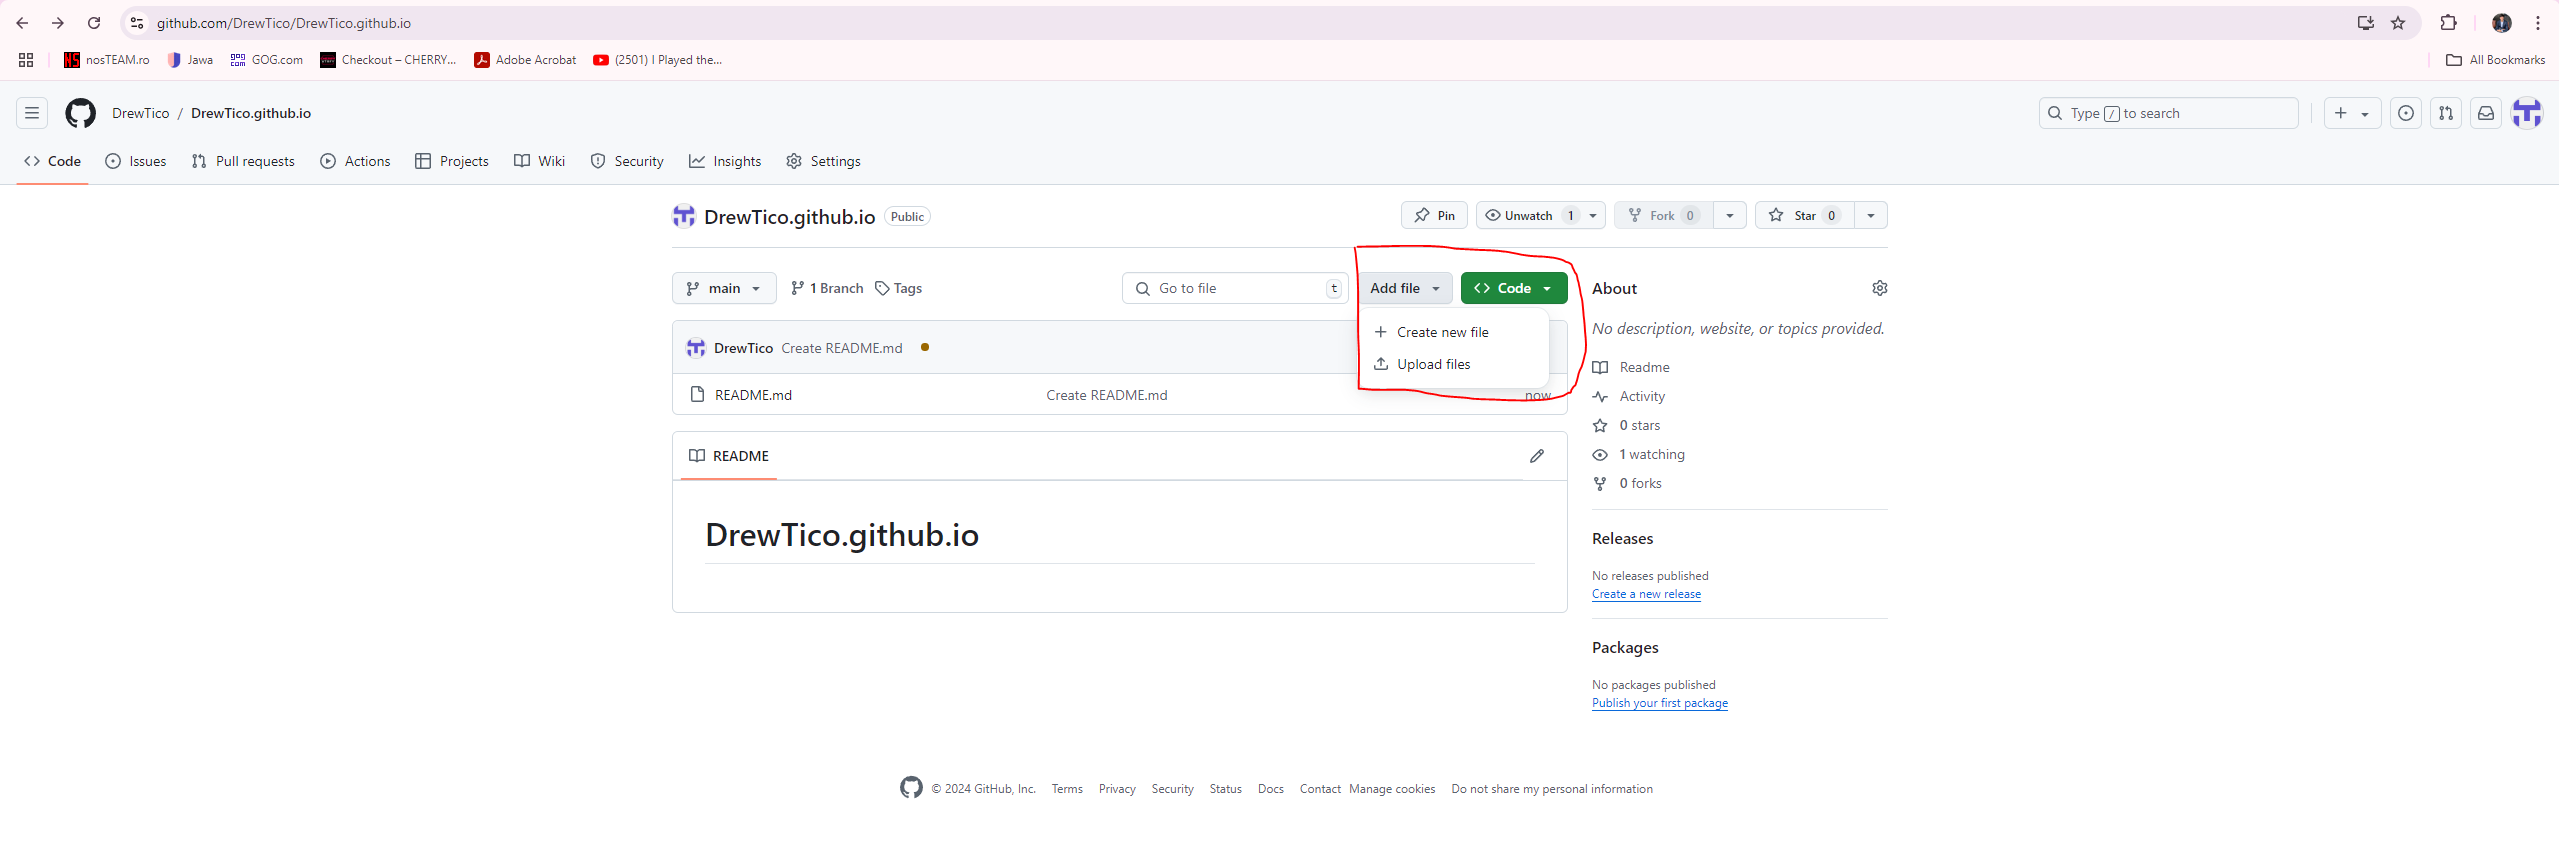 github.com/DrewTico/DrewTico.github.io
nosTEAM.ro Jawa GOG.com Checkout – CHERRY... Adobe Acrobat (2501) I Played the... All Bookmarks
DrewTico / DrewTico.github.io Type / to search
Code Issues Pull requests Actions Projects Wiki Security Insights Settings
DrewTico.github.io Public Pin Unwatch 1 Fork 0 Star 0
main 1 Branch Tags Go to file t Add file Code
Create new file
Upload files
DrewTico Create README.md
README.md Create README.md now
README
DrewTico.github.io
About
No description, website, or topics provided.
Readme
Activity
0 stars
1 watching
0 forks
Releases
No releases published
Create a new release
Packages
No packages published
Publish your first package
© 2024 GitHub, Inc. Terms Privacy Security Status Docs Contact Manage cookies Do not share my personal information